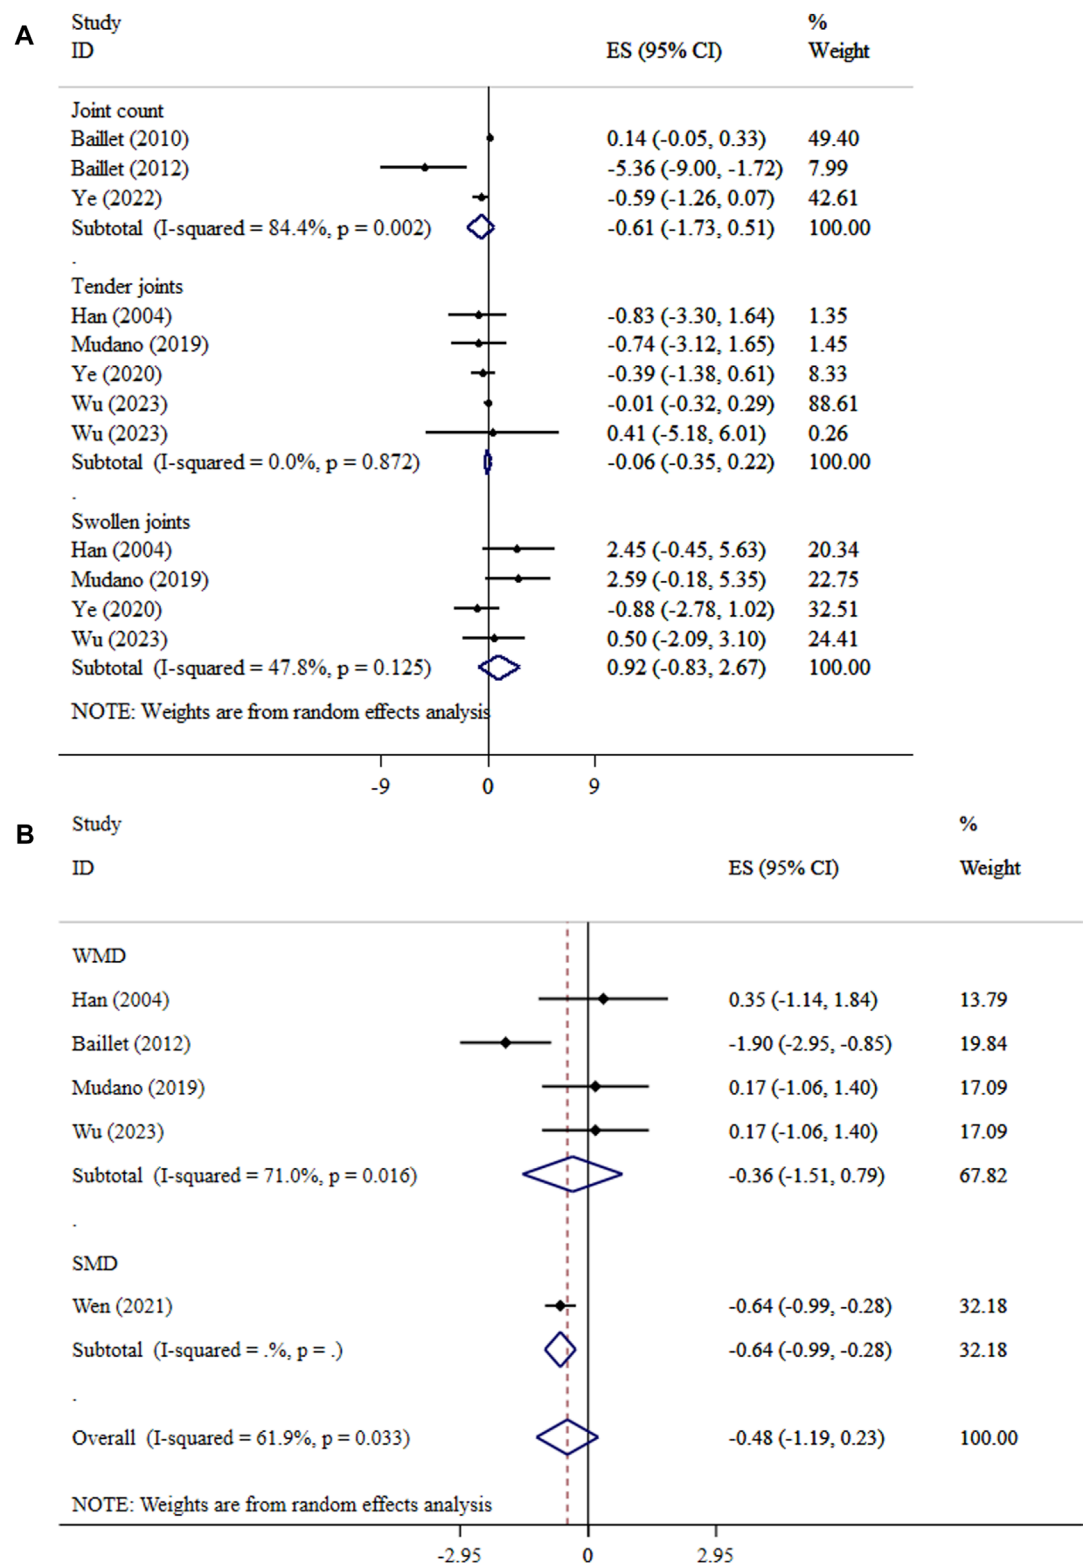 A
Study %
ID ES (95% CI) Weight
Joint count
Baillet (2010) 0.14 (-0.05, 0.33) 49.40
Baillet (2012) -5.36 (-9.00, -1.72) 7.99
Ye (2022) -0.59 (-1.26, 0.07) 42.61
Subtotal (I-squared = 84.4%, p = 0.002) -0.61 (-1.73, 0.51) 100.00
.
Tender joints
Han (2004) -0.83 (-3.30, 1.64) 1.35
Mudano (2019) -0.74 (-3.12, 1.65) 1.45
Ye (2020) -0.39 (-1.38, 0.61) 8.33
Wu (2023) -0.01 (-0.32, 0.29) 88.61
Wu (2023) 0.41 (-5.18, 6.01) 0.26
Subtotal (I-squared = 0.0%, p = 0.872) -0.06 (-0.35, 0.22) 100.00
.
Swollen joints
Han (2004) 2.45 (-0.45, 5.63) 20.34
Mudano (2019) 2.59 (-0.18, 5.35) 22.75
Ye (2020) -0.88 (-2.78, 1.02) 32.51
Wu (2023) 0.50 (-2.09, 3.10) 24.41
Subtotal (I-squared = 47.8%, p = 0.125) 0.92 (-0.83, 2.67) 100.00
NOTE: Weights are from random effects analysis
-9 0 9
B
Study %
ID ES (95% CI) Weight
WMD
Han (2004) 0.35 (-1.14, 1.84) 13.79
Baillet (2012) -1.90 (-2.95, -0.85) 19.84
Mudano (2019) 0.17 (-1.06, 1.40) 17.09
Wu (2023) 0.17 (-1.06, 1.40) 17.09
Subtotal (I-squared = 71.0%, p = 0.016) -0.36 (-1.51, 0.79) 67.82
.
SMD
Wen (2021) -0.64 (-0.99, -0.28) 32.18
Subtotal (I-squared = .%, p = .) -0.64 (-0.99, -0.28) 32.18
.
Overall (I-squared = 61.9%, p = 0.033) -0.48 (-1.19, 0.23) 100.00
NOTE: Weights are from random effects analysis
-2.95 0 2.95